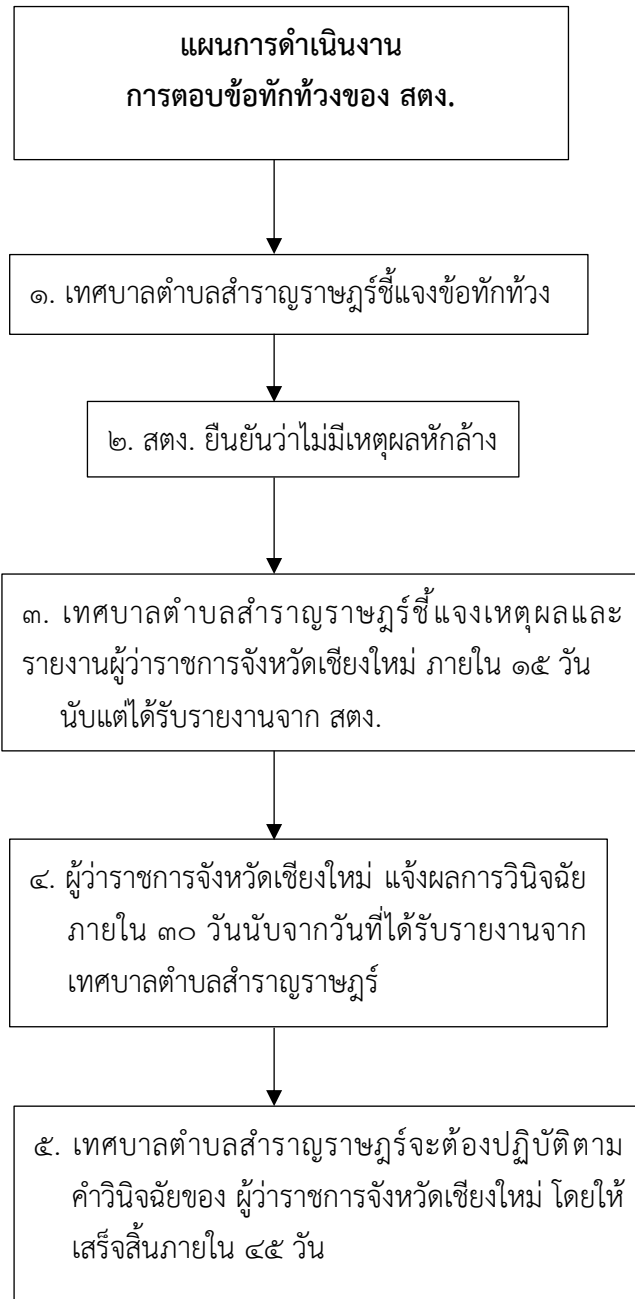 แผนการดำเนินงาน
การตอบข้อทักท้วงของ สตง.
๑. เทศบาลตำบลสำราญราษฎร์ชี้แจงข้อทักท้วง
๒. สตง. ยืนยันว่าไม่มีเหตุผลหักล้าง
๓. เทศบาลตำบลสำราญราษฎร์ชี้แจงเหตุผลและ
รายงานผู้ว่าราชการจังหวัดเชียงใหม่ ภายใน ๑๕ วัน
นับแต่ได้รับรายงานจาก สตง.
๔. ผู้ว่าราชการจังหวัดเชียงใหม่ แจ้งผลการวินิจฉัย
ภายใน ๓๐ วันนับจากวันที่ได้รับรายงานจาก
เทศบาลตำบลสำราญราษฎร์
๕. เทศบาลตำบลสำราญราษฎร์จะต้องปฏิบัติตาม
คำวินิจฉัยของ ผู้ว่าราชการจังหวัดเชียงใหม่ โดยให้
เสร็จสิ้นภายใน ๔๕ วัน